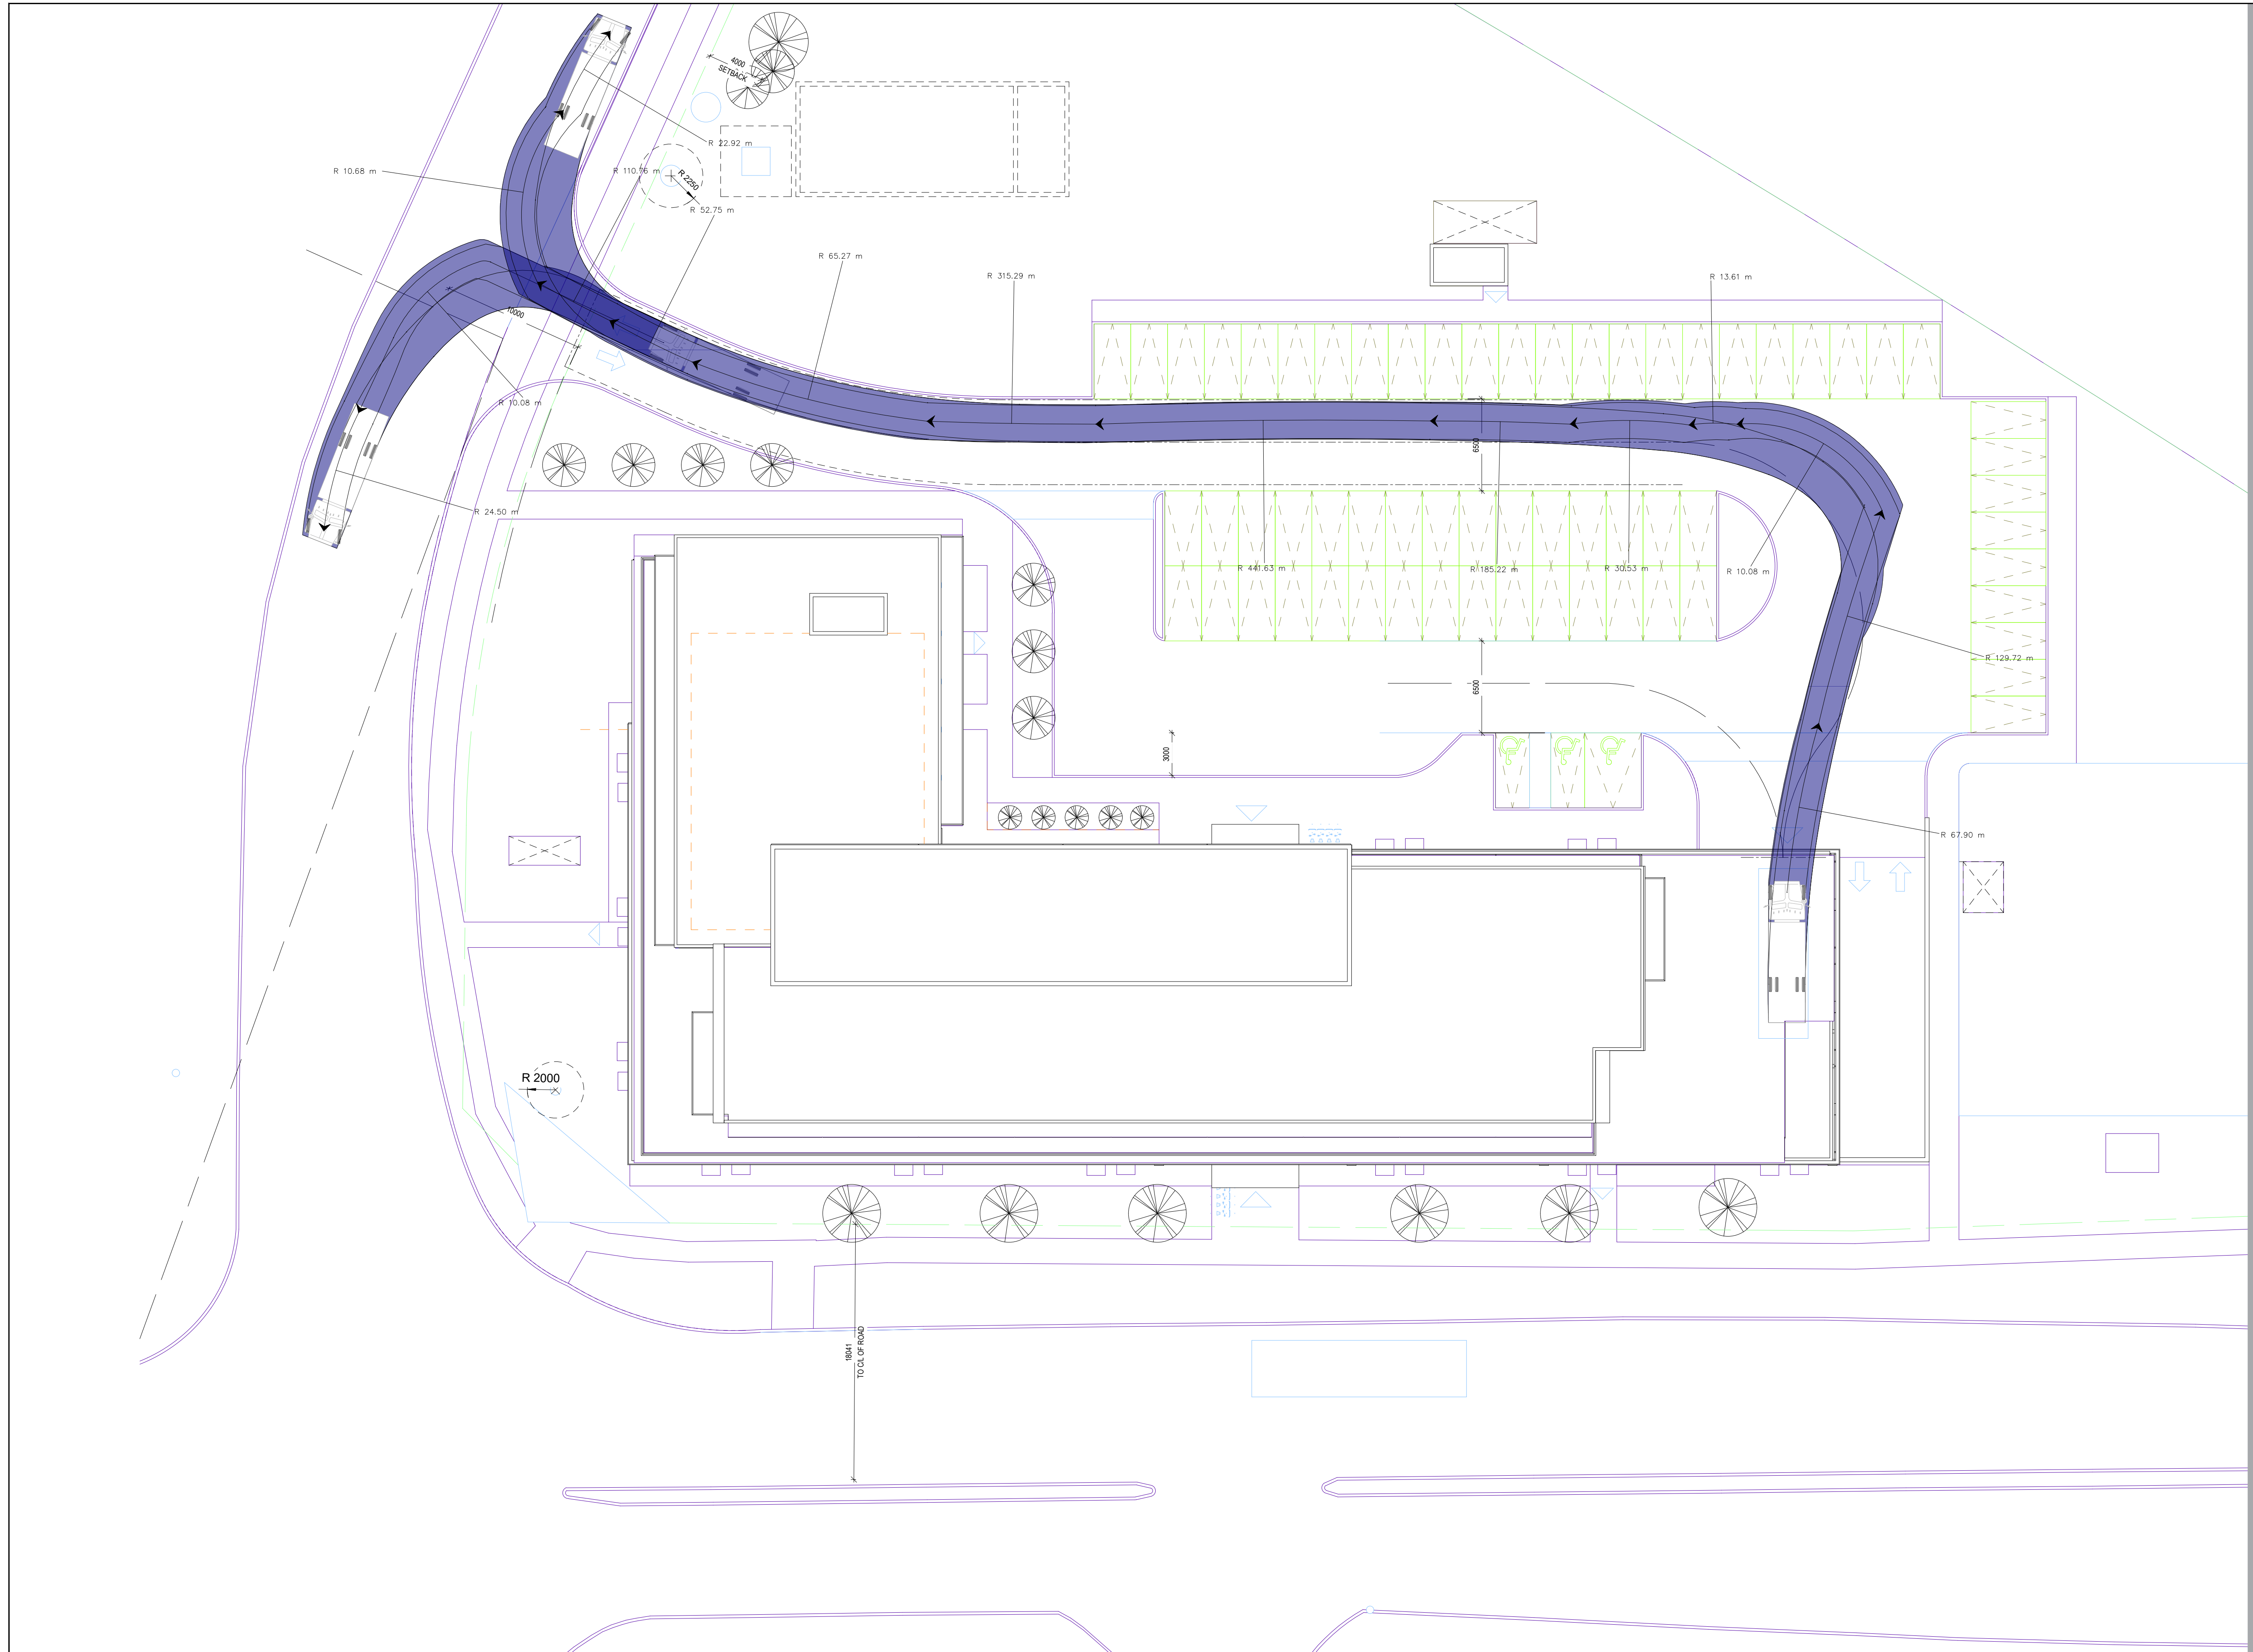 4000
SETBACK
R 22.92 m
R 10.68 m
R 110.76 m
R 2250
R 52.75 m
R 65.27 m
R 315.29 m
R 13.61 m
10000
R 10.08 m
6500
R 24.50 m
R 441.63 m
R 185.22 m
R 30.53 m
R 10.08 m
R 129.72 m
6500
3000
R 67.90 m
R 2000
18041
TO C/L OF ROAD